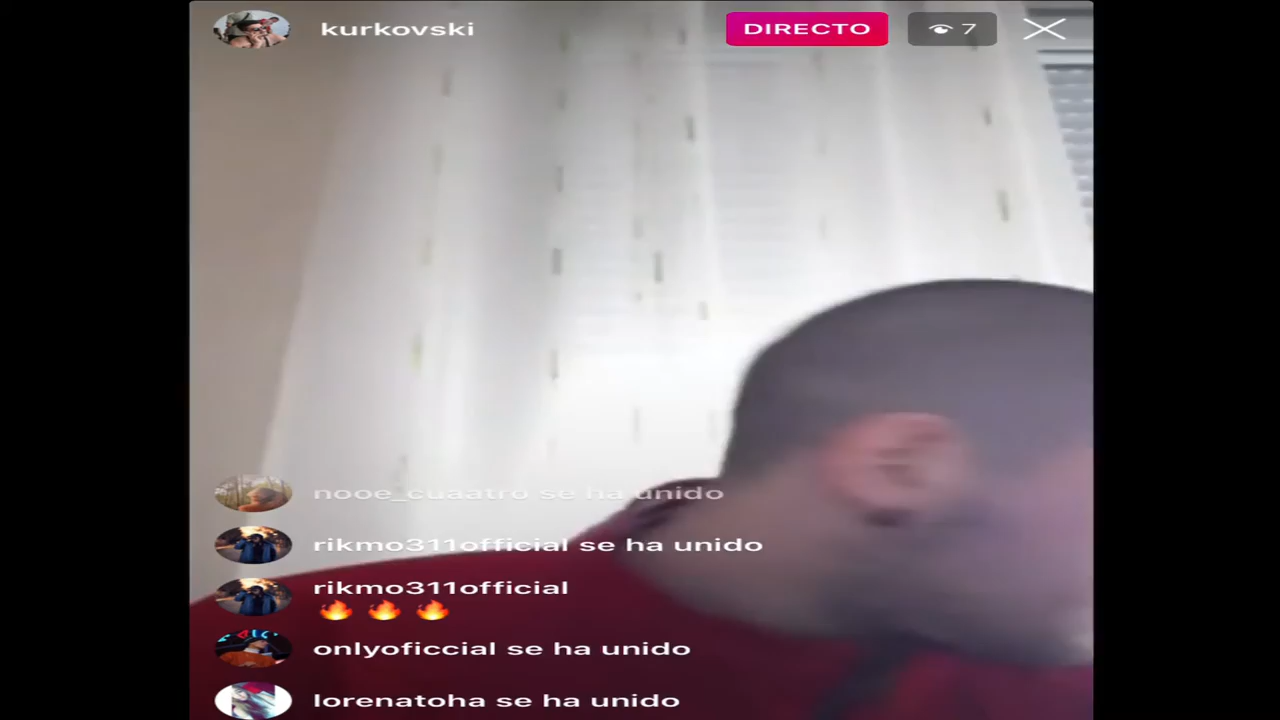 kurkovski
DIRECTO
7
nooe_cuaatro se ha unido
rikmo311official se ha unido
rikmo311official
🔥 🔥 🔥
onlyoficcial se ha unido
lorenatoha se ha unido